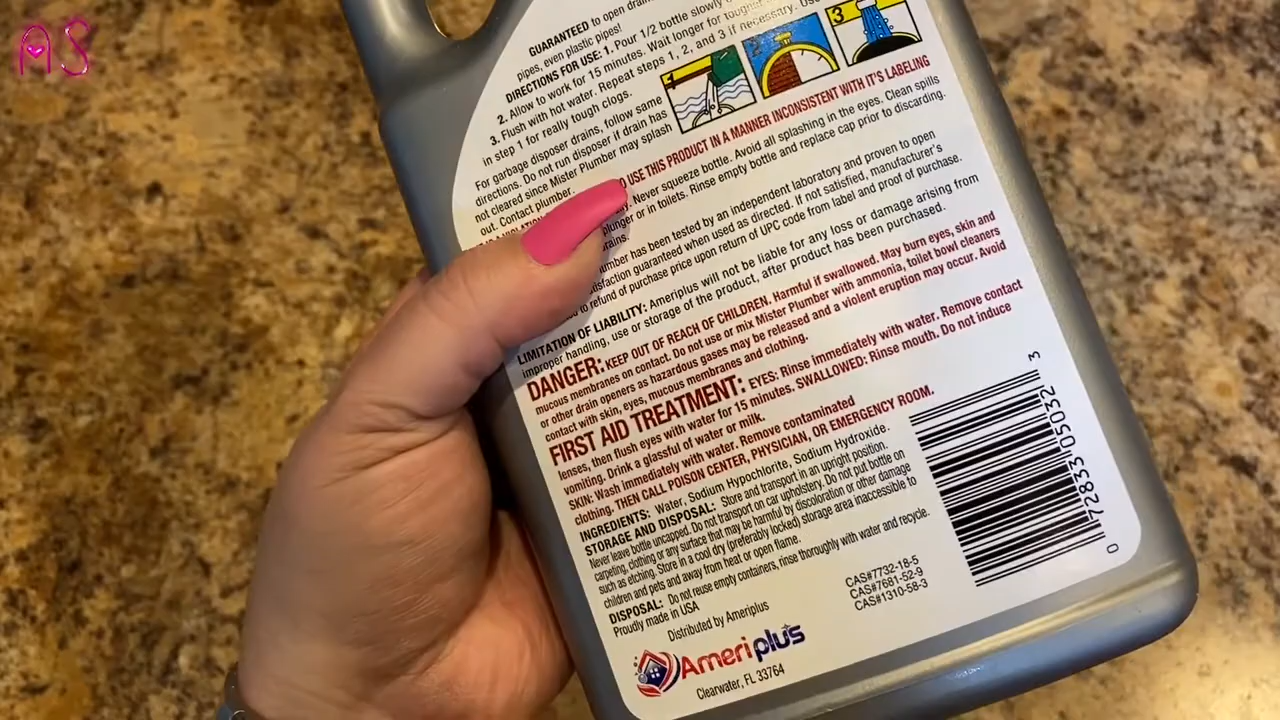 AS
GUARANTEED to open drain
pipes, even plastic pipes!
DIRECTIONS FOR USE: 1. Pour 1/2 bottle slowly
2. Allow to work for 15 minutes. Wait longer for tougher
3. Flush with hot water. Repeat steps 1, 2, and 3 if necessary. Use
in step 1 for really tough clogs.
For garbage disposer drains, follow same
directions. Do not run disposer if drain has
not cleared since Mister Plumber may splash
out. Contact plumber.
1
2
3
TO USE THIS PRODUCT IN A MANNER INCONSISTENT WITH IT'S LABELING
Never squeeze bottle. Avoid all splashing in the eyes. Clean spills
plunger or in toilets. Rinse empty bottle and replace cap prior to discarding.
has been tested by an independent laboratory and proven to open
guaranteed when used as directed. If not satisfied, manufacturer's
to refund of purchase price upon return of UPC code from label and proof of purchase.
LIMITATION OF LIABILITY: Ameriplus will not be liable for any loss or damage arising from
improper handling, use or storage of the product, after product has been purchased.
DANGER: KEEP OUT OF REACH OF CHILDREN. Harmful if swallowed. May burn eyes, skin and
mucous membranes on contact. Do not use or mix Mister Plumber with ammonia, toilet bowl cleaners
or other drain openers as hazardous gases may be released and a violent eruption may occur. Avoid
contact with skin, eyes, mucous membranes and clothing.
FIRST AID TREATMENT: EYES: Rinse immediately with water. Remove contact
lenses, then flush eyes with water for 15 minutes. SWALLOWED: Rinse mouth. Do not induce
vomiting. Drink a glassful of water or milk.
SKIN: Wash immediately with water. Remove contaminated
clothing. THEN CALL POISON CENTER, PHYSICIAN, OR EMERGENCY ROOM.
INGREDIENTS: Water, Sodium Hypochlorite, Sodium Hydroxide.
STORAGE AND DISPOSAL: Store and transport in an upright position.
Never leave bottle uncapped. Do not transport on car upholstery. Do not put bottle on
carpeting, clothing or any surface that may be harmful by discoloration or other damage
such as etching. Store in a cool dry (preferably locked) storage area inaccessible to
children and pets and away from heat or open flame.
DISPOSAL: Do not reuse empty containers, rinse thoroughly with water and recycle.
Proudly made in USA
Distributed by Ameriplus
CAS#7732-18-5
CAS#7681-52-9
CAS#1310-58-3
Ameriplus
Clearwater, FL 33764
0 72833 05032 3